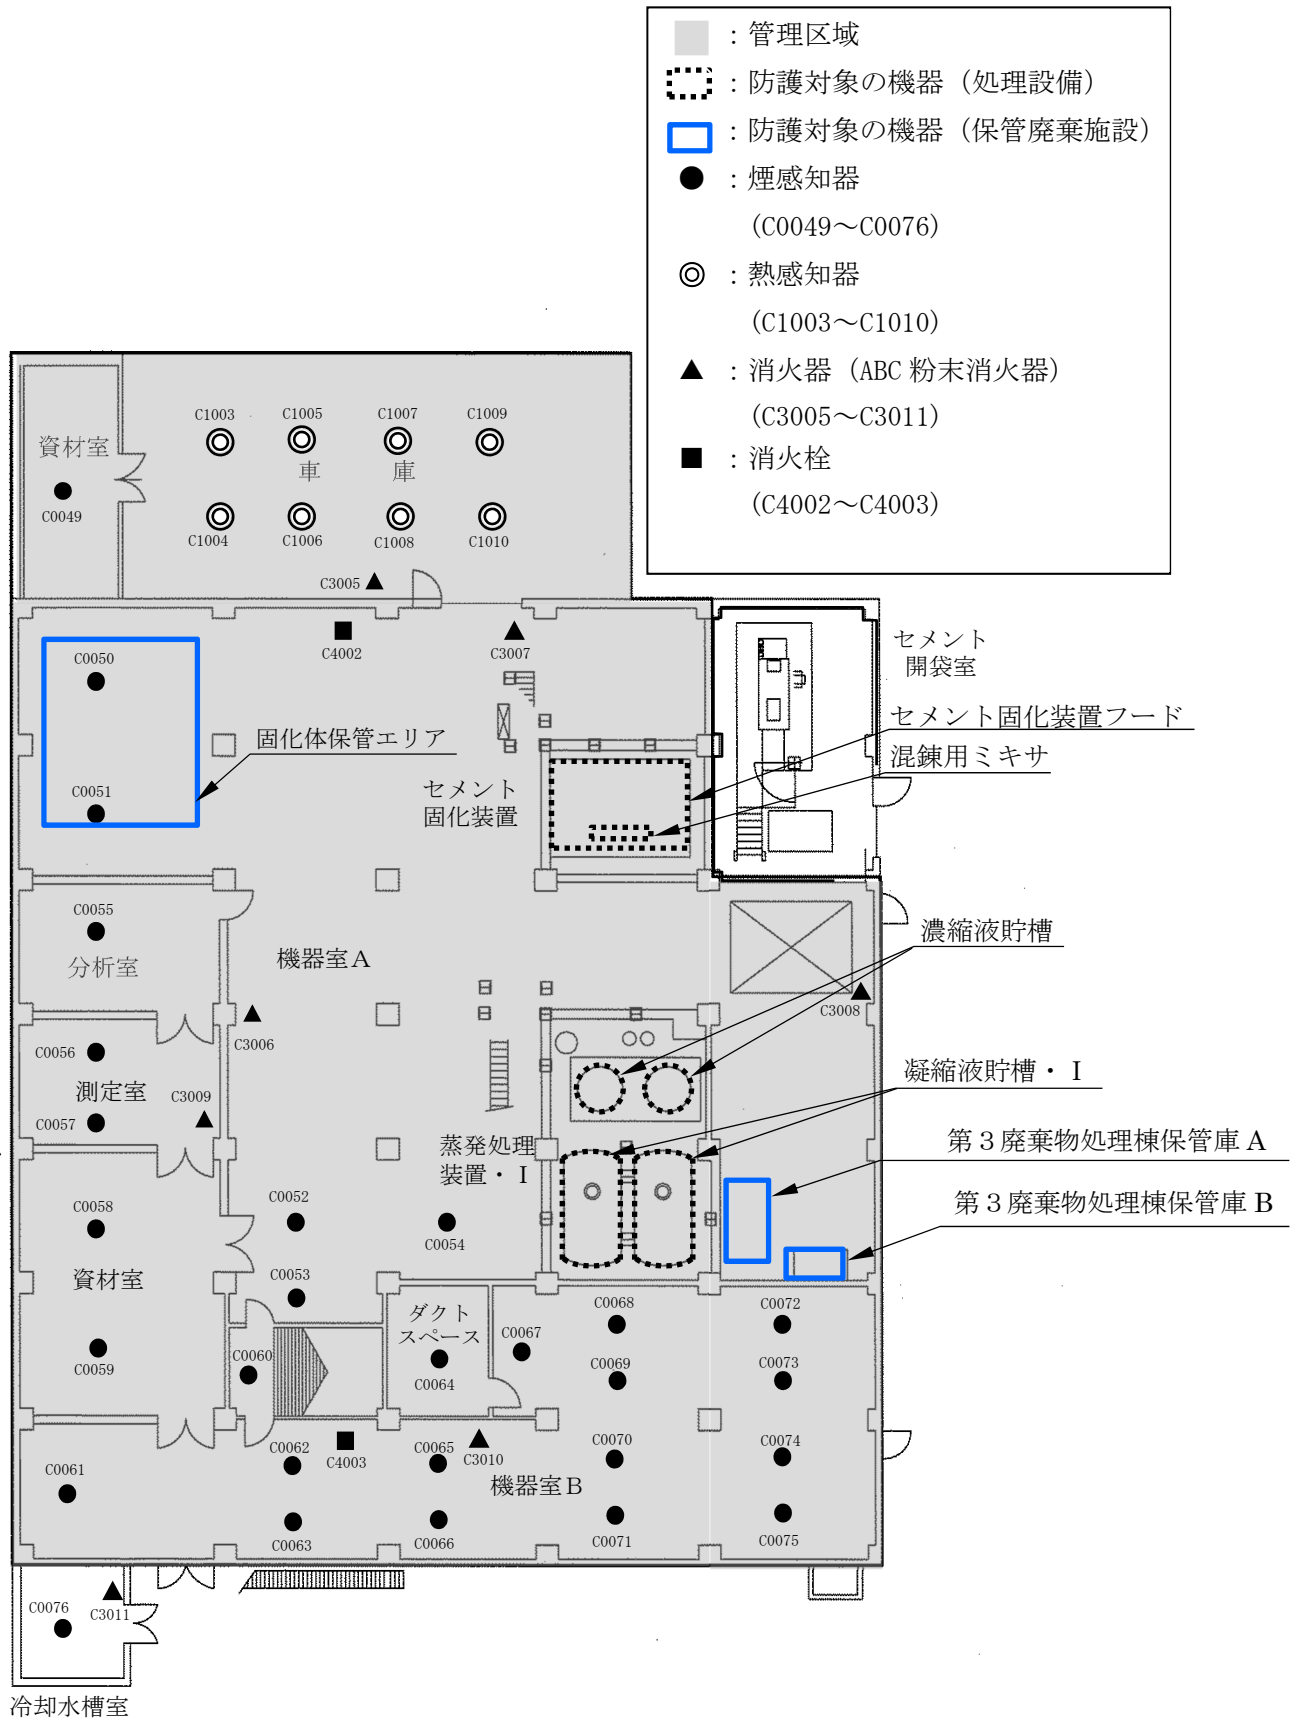 ：管理区域
：防護対象の機器（処理設備）
：防護対象の機器（保管廃棄施設）
：煙感知器
（C0049～C0076）
：熱感知器
（C1003～C1010）
：消火器（ABC 粉末消火器）
（C3005～C3011）
：消火栓
（C4002～C4003）
C1003
C1005
C1007
C1009
資材室
車　庫
C0049
C1004
C1006
C1008
C1010
C3005
C0050
C4002
C3007
セメント
開袋室
セメント固化装置フード
固化体保管エリア
混錬用ミキサ
C0051
セメント
固化装置
C0055
分析室
機器室Ａ
濃縮液貯槽
C3008
C3006
C0056
測定室
C3009
C0057
凝縮液貯槽・Ｉ
蒸発処理
装置・Ｉ
第３廃棄物処理棟保管庫 A
第３廃棄物処理棟保管庫 B
C0058
C0052
C0054
資材室
C0053
C0059
C0060
ダクト
スペース
C0064
C0067
C0068
C0069
C0072
C0073
C0061
C0062
C4003
C0065
C3010
C0070
C0074
機器室Ｂ
C0063
C0066
C0071
C0075
C0076
C3011
冷却水槽室